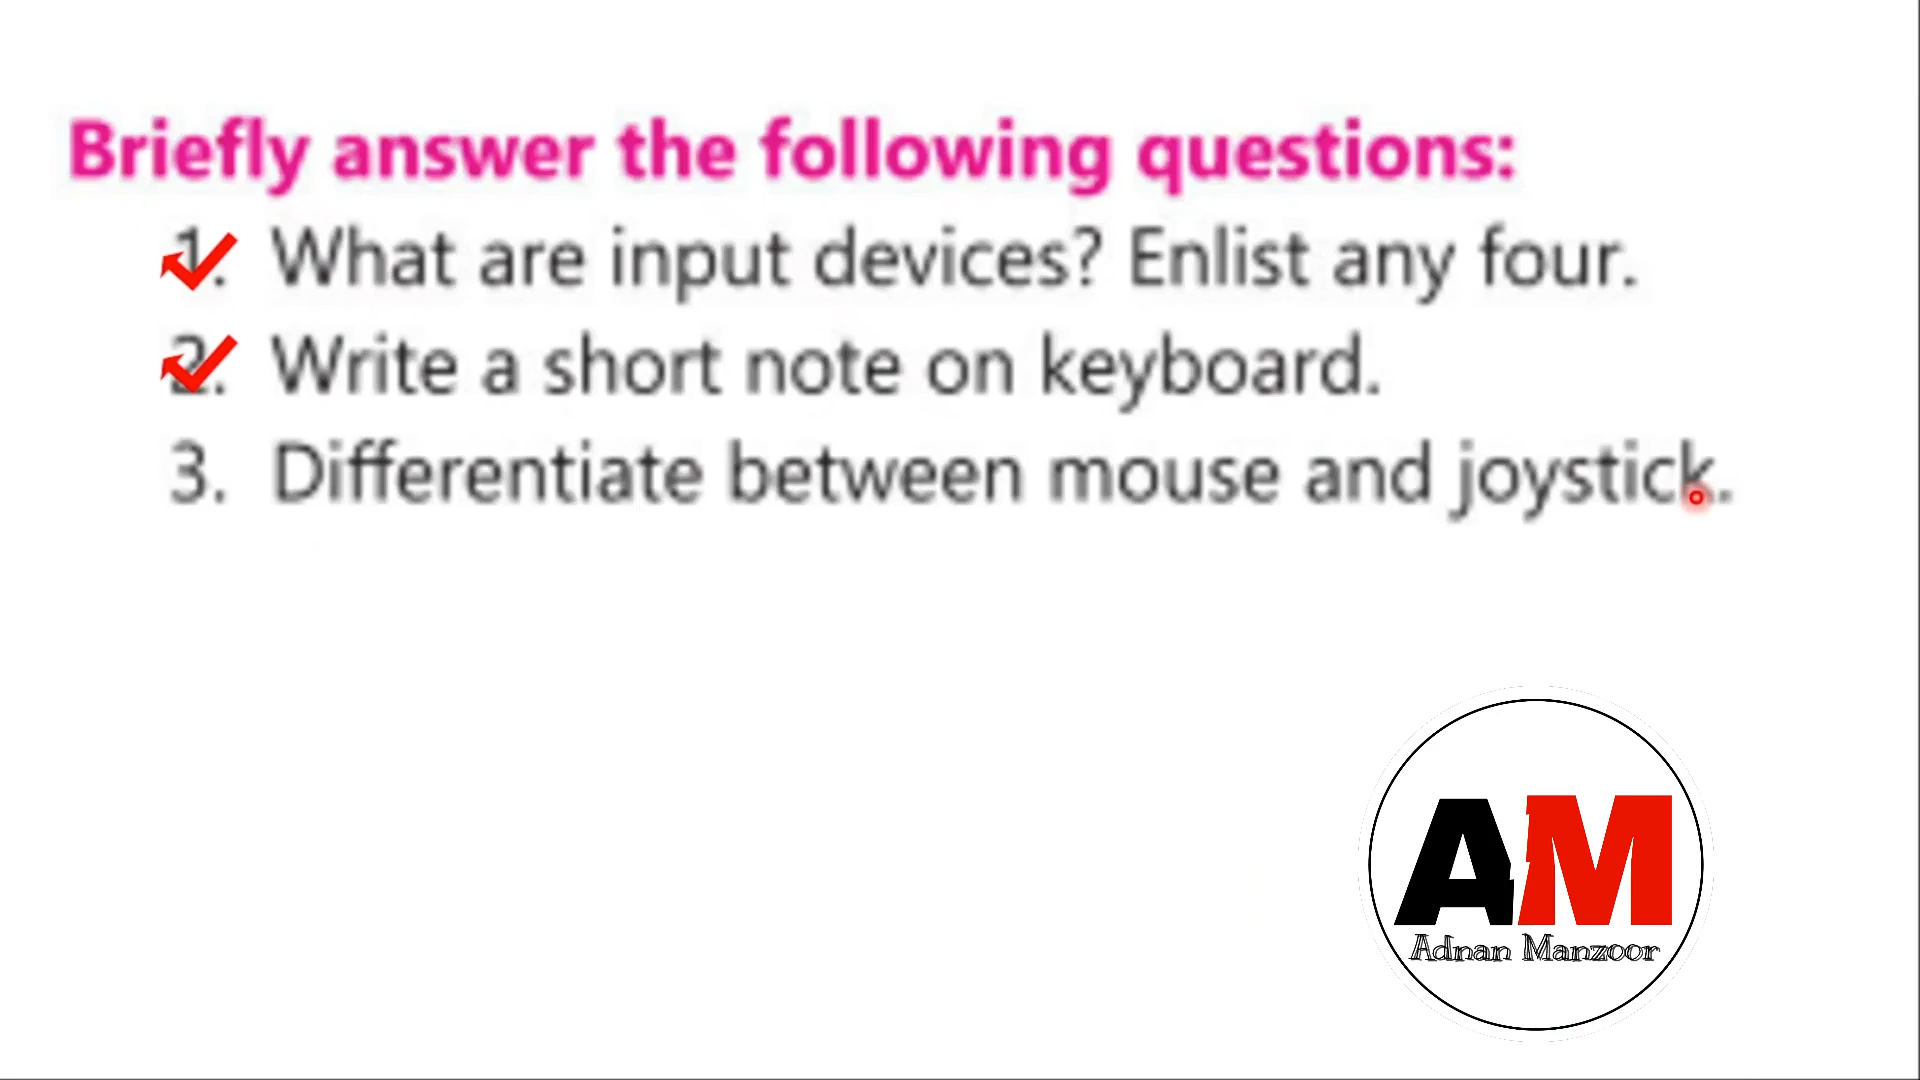 Briefly answer the following questions:
1. What are input devices? Enlist any four.
2. Write a short note on keyboard.
3. Differentiate between mouse and joystick.
AM
Adnan Manzoor